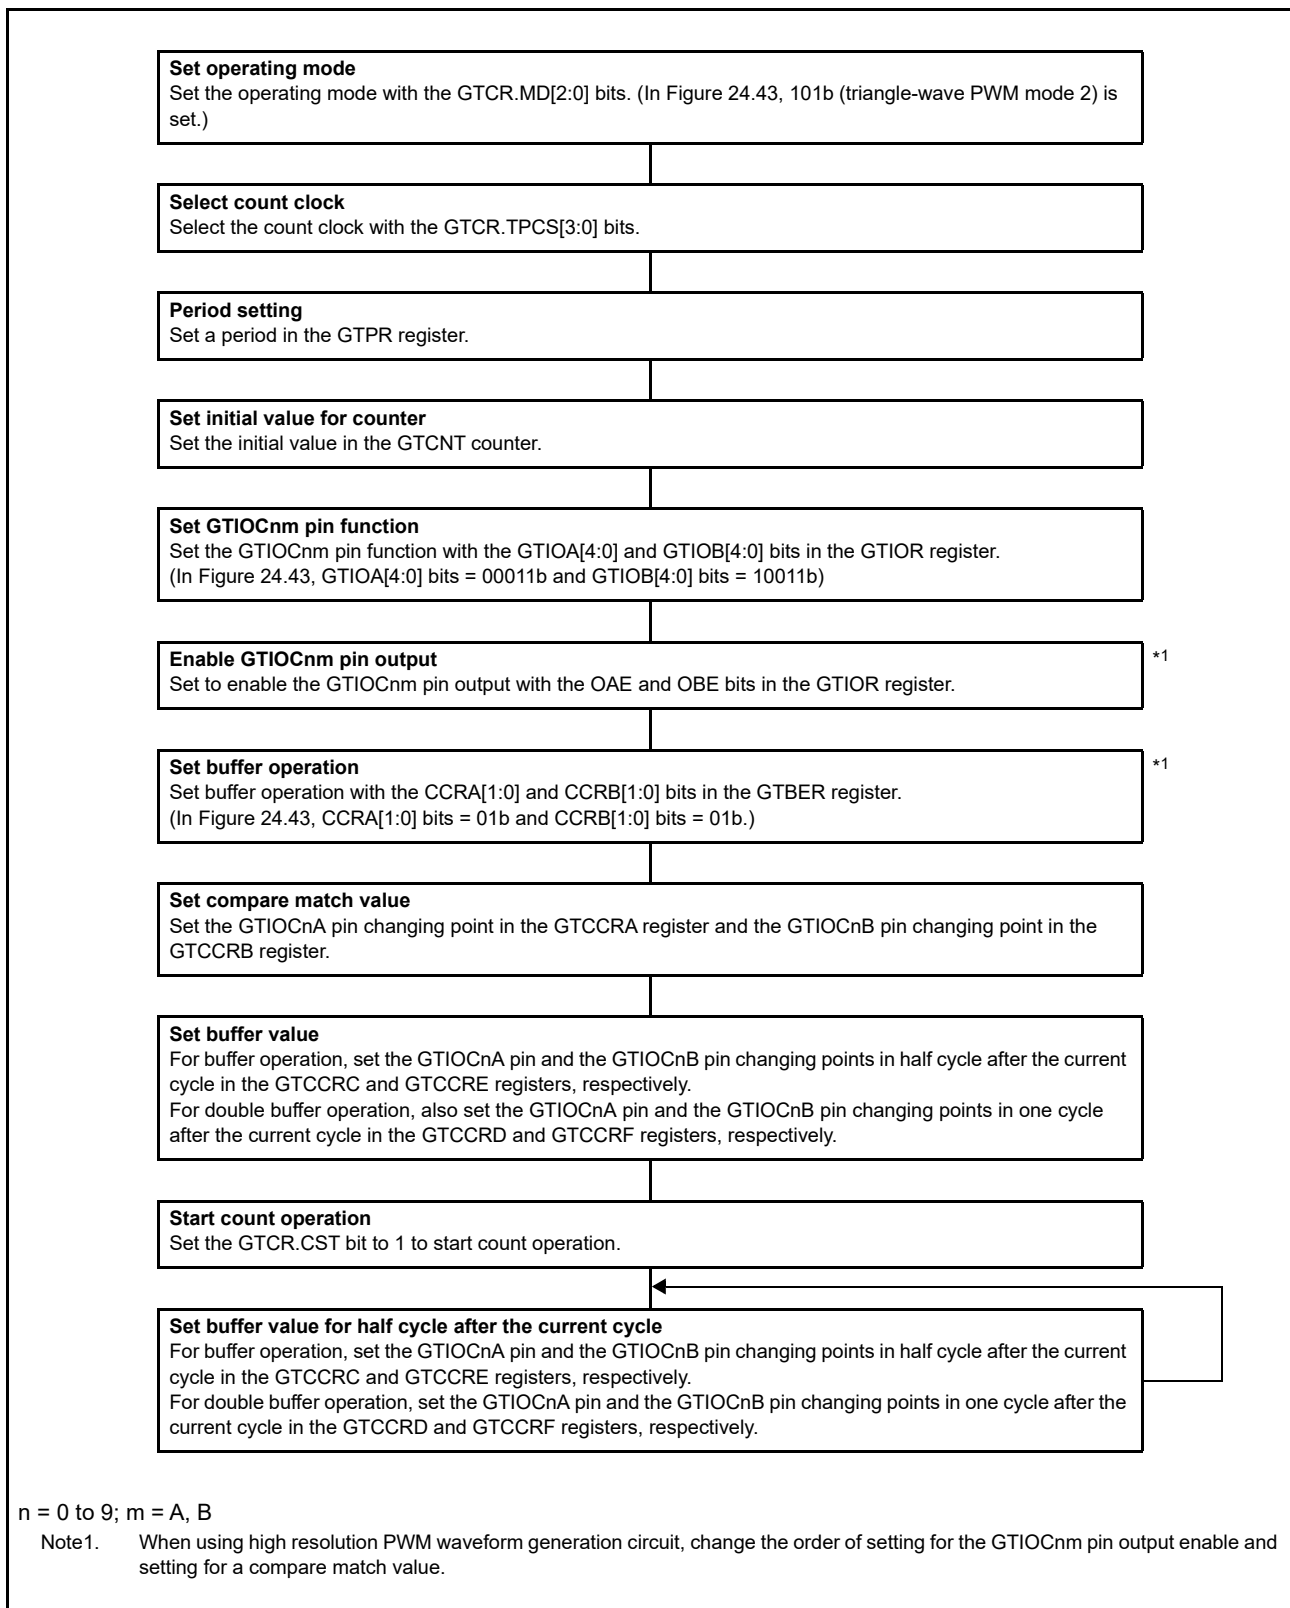 Set operating mode
Set the operating mode with the GTCR.MD[2:0] bits. (In Figure 24.43, 101b (triangle-wave PWM mode 2) is
set.)
Select count clock
Select the count clock with the GTCR.TPCS[3:0] bits.
Period setting
Set a period in the GTPR register.
Set initial value for counter
Set the initial value in the GTCNT counter.
Set GTIOCnm pin function
Set the GTIOCnm pin function with the GTIOA[4:0] and GTIOB[4:0] bits in the GTIOR register.
(In Figure 24.43, GTIOA[4:0] bits = 00011b and GTIOB[4:0] bits = 10011b)
Enable GTIOCnm pin output *1
Set to enable the GTIOCnm pin output with the OAE and OBE bits in the GTIOR register.
Set buffer operation *1
Set buffer operation with the CCRA[1:0] and CCRB[1:0] bits in the GTBER register.
(In Figure 24.43, CCRA[1:0] bits = 01b and CCRB[1:0] bits = 01b.)
Set compare match value
Set the GTIOCnA pin changing point in the GTCCRA register and the GTIOCnB pin changing point in the
GTCCRB register.
Set buffer value
For buffer operation, set the GTIOCnA pin and the GTIOCnB pin changing points in half cycle after the current
cycle in the GTCCRC and GTCCRE registers, respectively.
For double buffer operation, also set the GTIOCnA pin and the GTIOCnB pin changing points in one cycle
after the current cycle in the GTCCRD and GTCCRF registers, respectively.
Start count operation
Set the GTCR.CST bit to 1 to start count operation.
Set buffer value for half cycle after the current cycle
For buffer operation, set the GTIOCnA pin and the GTIOCnB pin changing points in half cycle after the current
cycle in the GTCCRC and GTCCRE registers, respectively.
For double buffer operation, set the GTIOCnA pin and the GTIOCnB pin changing points in one cycle after the
current cycle in the GTCCRD and GTCCRF registers, respectively.
n = 0 to 9; m = A, B
Note1. When using high resolution PWM waveform generation circuit, change the order of setting for the GTIOCnm pin output enable and
setting for a compare match value.